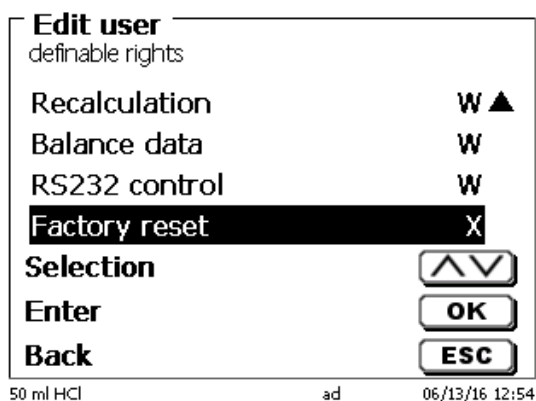 Edit user
definable rights
Recalculation W ▲
Balance data W
RS232 control W
Factory reset X
Selection
Enter OK
Back ESC
50 ml HCl ad 06/13/16 12:54